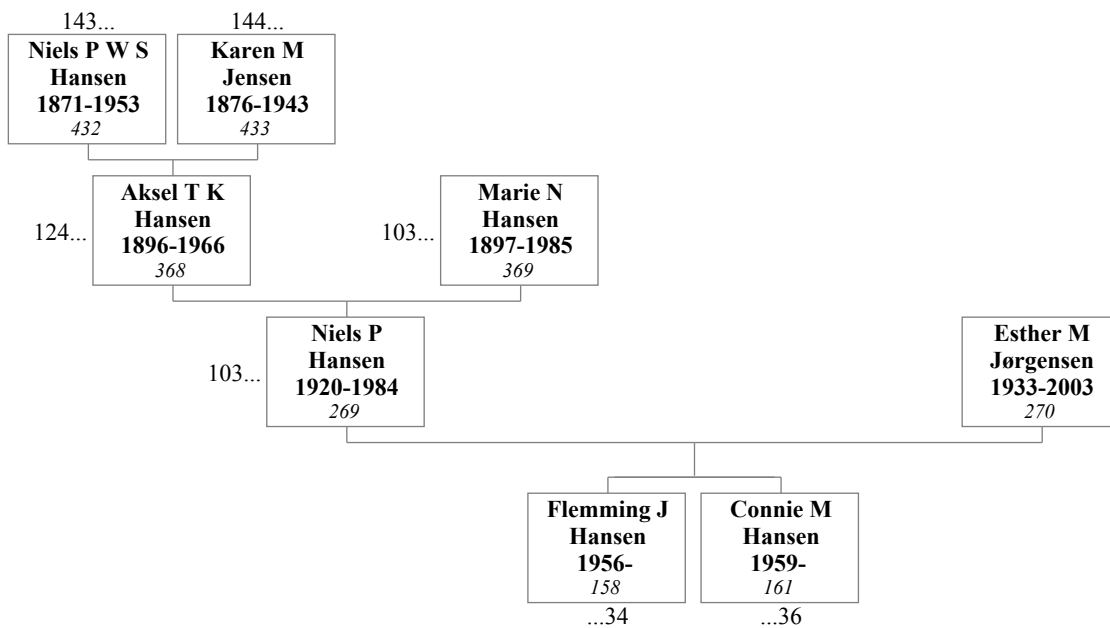 143...
144...
Niels P W S
Hansen
1871-1953
432
Karen M
Jensen
1876-1943
433
124...
Aksel T K
Hansen
1896-1966
368
103...
Marie N
Hansen
1897-1985
369
103...
Niels P
Hansen
1920-1984
269
Esther M
Jørgensen
1933-2003
270
Flemming J
Hansen
1956-
158
...34
Connie M
Hansen
1959-
161
...36